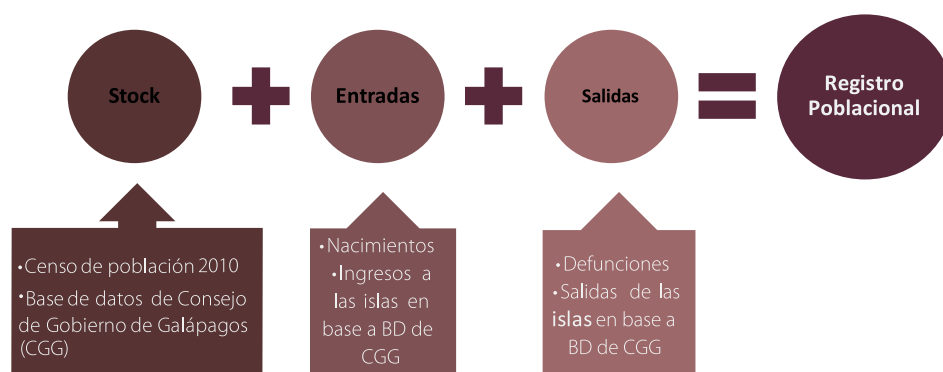 Stock
Entradas
Salidas
Registro
Poblacional
•Censo de población 2010
•Base de datos de Consejo
de Gobierno de Galápagos
(CGG)
•Nacimientos
•Ingresos a
las islas en
base a BD de
CGG
•Defunciones
•Salidas de las
islas en base a
BD de CGG